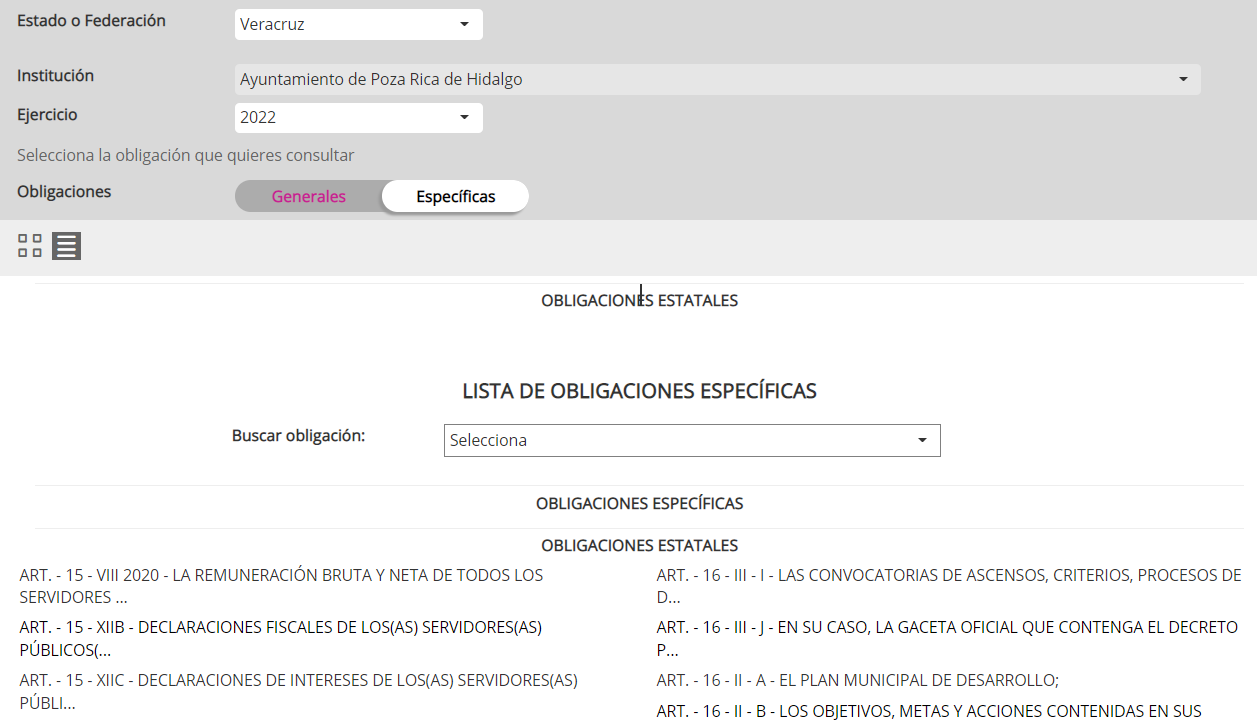 Estado o Federación
Veracruz
Institución
Ayuntamiento de Poza Rica de Hidalgo
Ejercicio
2022
Selecciona la obligación que quieres consultar
Obligaciones
Generales
Específicas
OBLIGACIONES ESTATALES
LISTA DE OBLIGACIONES ESPECÍFICAS
Buscar obligación:
Selecciona
OBLIGACIONES ESPECÍFICAS
OBLIGACIONES ESTATALES
ART. - 15 - VIII 2020 - LA REMUNERACIÓN BRUTA Y NETA DE TODOS LOS
SERVIDORES ...
ART. - 15 - XIIB - DECLARACIONES FISCALES DE LOS(AS) SERVIDORES(AS)
PÚBLICOS(...
ART. - 15 - XIIC - DECLARACIONES DE INTERESES DE LOS(AS) SERVIDORES(AS)
PÚBLI...
ART. - 16 - III - I - LAS CONVOCATORIAS DE ASCENSOS, CRITERIOS, PROCESOS DE
D...
ART. - 16 - III - J - EN SU CASO, LA GACETA OFICIAL QUE CONTENGA EL DECRETO
P...
ART. - 16 - II - A - EL PLAN MUNICIPAL DE DESARROLLO;
ART. - 16 - II - B - LOS OBJETIVOS, METAS Y ACCIONES CONTENIDAS EN SUS